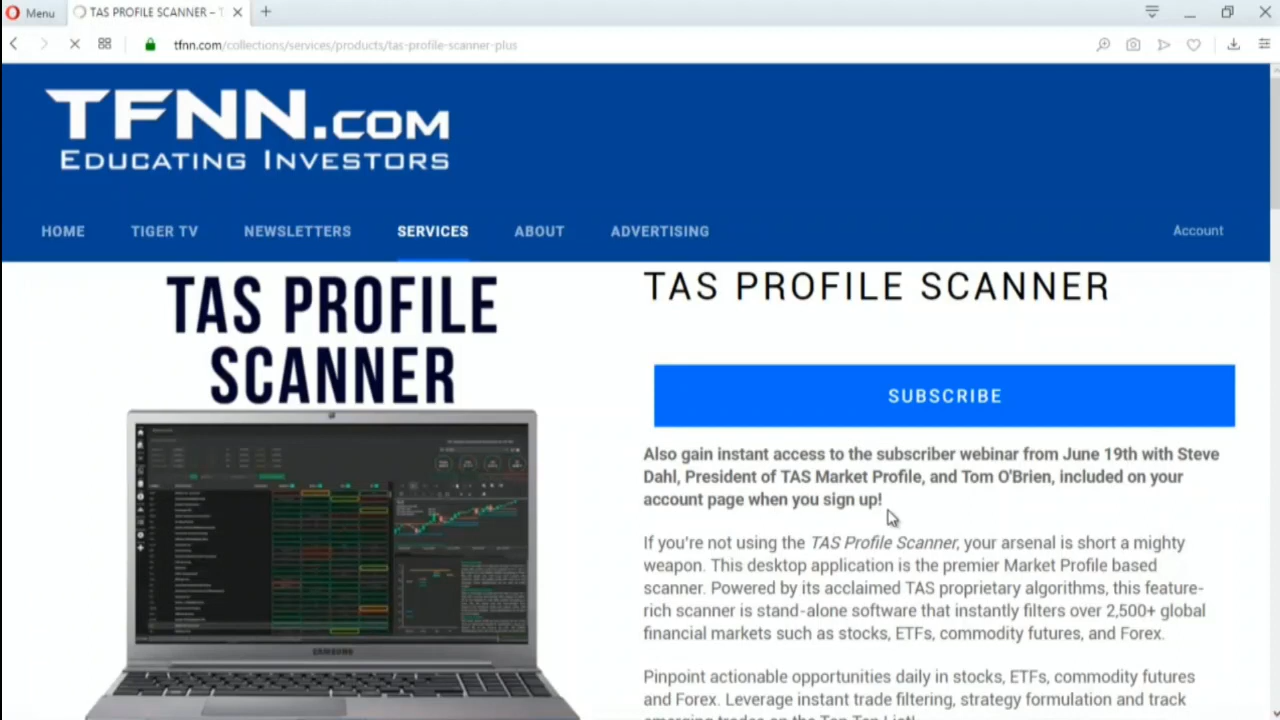 Menu
TAS PROFILE SCANNER – T
tfnn.com/collections/services/products/tas-profile-scanner-plus
TFNN.COM
EDUCATING INVESTORS
HOME TIGER TV NEWSLETTERS SERVICES ABOUT ADVERTISING Account
TAS PROFILE
SCANNER
SAMSUNG
TAS PROFILE SCANNER
SUBSCRIBE
Also gain instant access to the subscriber webinar from June 19th with Steve
Dahl, President of TAS Market Profile, and Tom O'Brien, included on your
account page when you sign up!
If you're not using the TAS Profile Scanner, your arsenal is short a mighty
weapon. This desktop application is the premier Market Profile based
scanner. Powered by its acclaimed TAS proprietary algorithms, this feature-
rich scanner is stand-alone software that instantly filters over 2,500+ global
financial markets such as stocks, ETFs, commodity futures, and Forex.
Pinpoint actionable opportunities daily in stocks, ETFs, commodity futures
and Forex. Leverage instant trade filtering, strategy formulation and track
emerging trades on the Top Ten List!